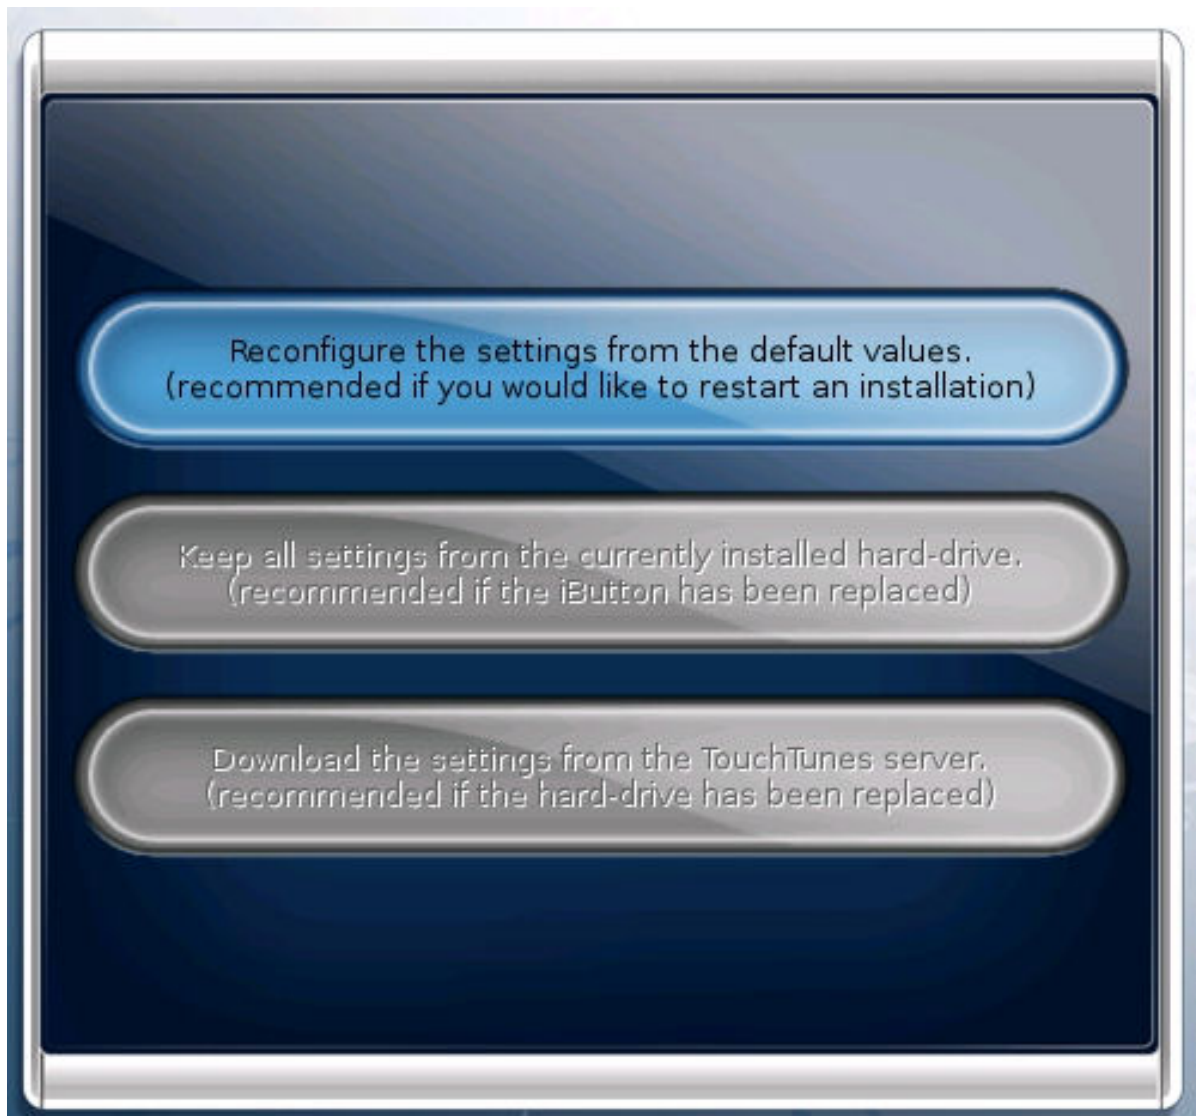 Reconfigure the settings from the default values.
(recommended if you would like to restart an installation)
Keep all settings from the currently installed hard-drive.
(recommended if the iButton has been replaced)
Download the settings from the TouchTunes server.
(recommended if the hard-drive has been replaced)